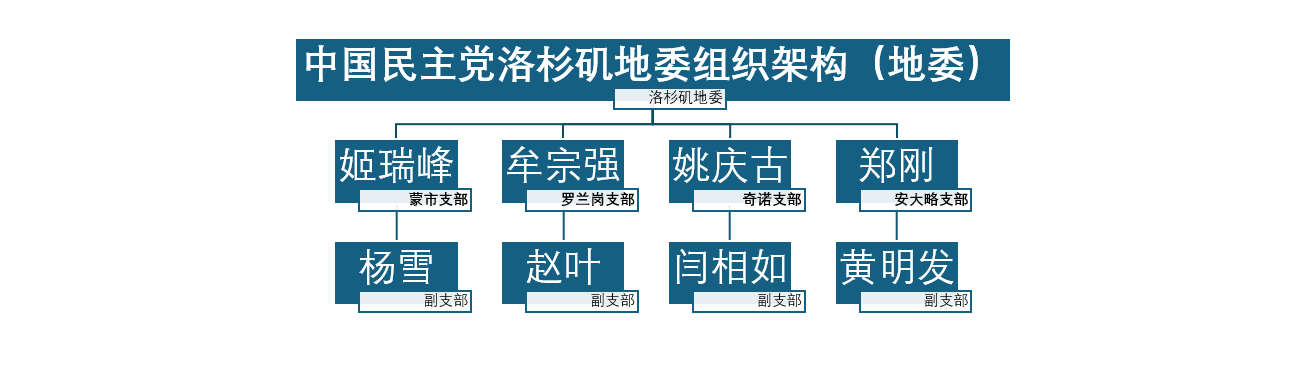 中国民主党洛杉矶地委组织架构（地委）
洛杉矶地委
姬瑞峰 牟宗强 姚庆古 郑刚
蒙市支部 罗兰岗支部 奇诺支部 安大略支部
杨雪 赵叶 闫相如 黄明发
副支部 副支部 副支部 副支部